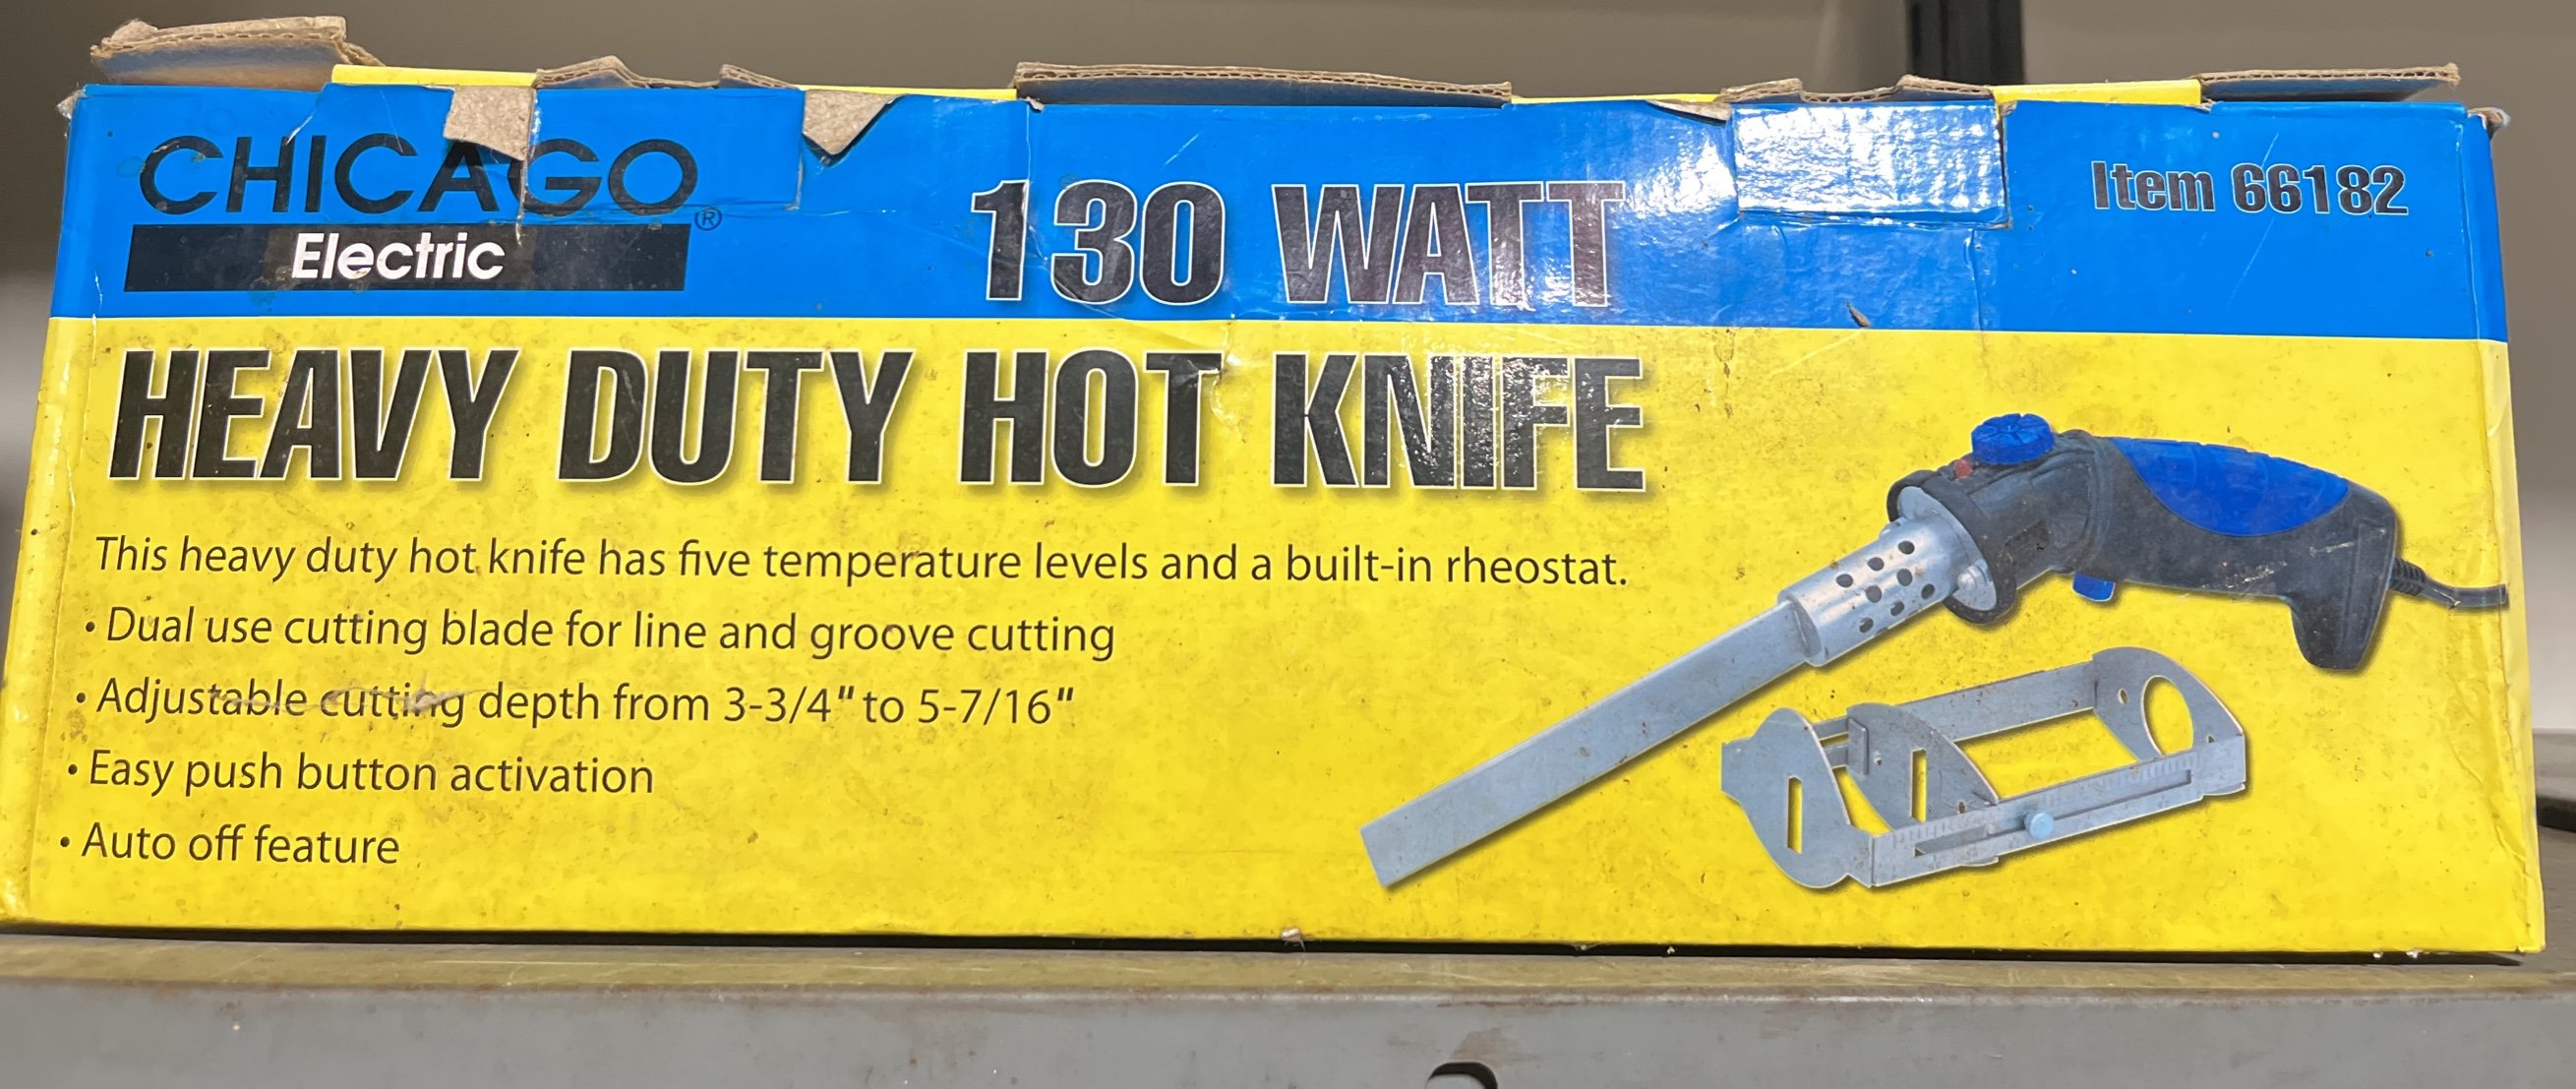 CHICAGO®
Electric
130 WATT
Item 66182
HEAVY DUTY HOT KNIFE
This heavy duty hot knife has five temperature levels and a built-in rheostat.
• Dual use cutting blade for line and groove cutting
• Adjustable cutting depth from 3-3/4" to 5-7/16"
• Easy push button activation
• Auto off feature